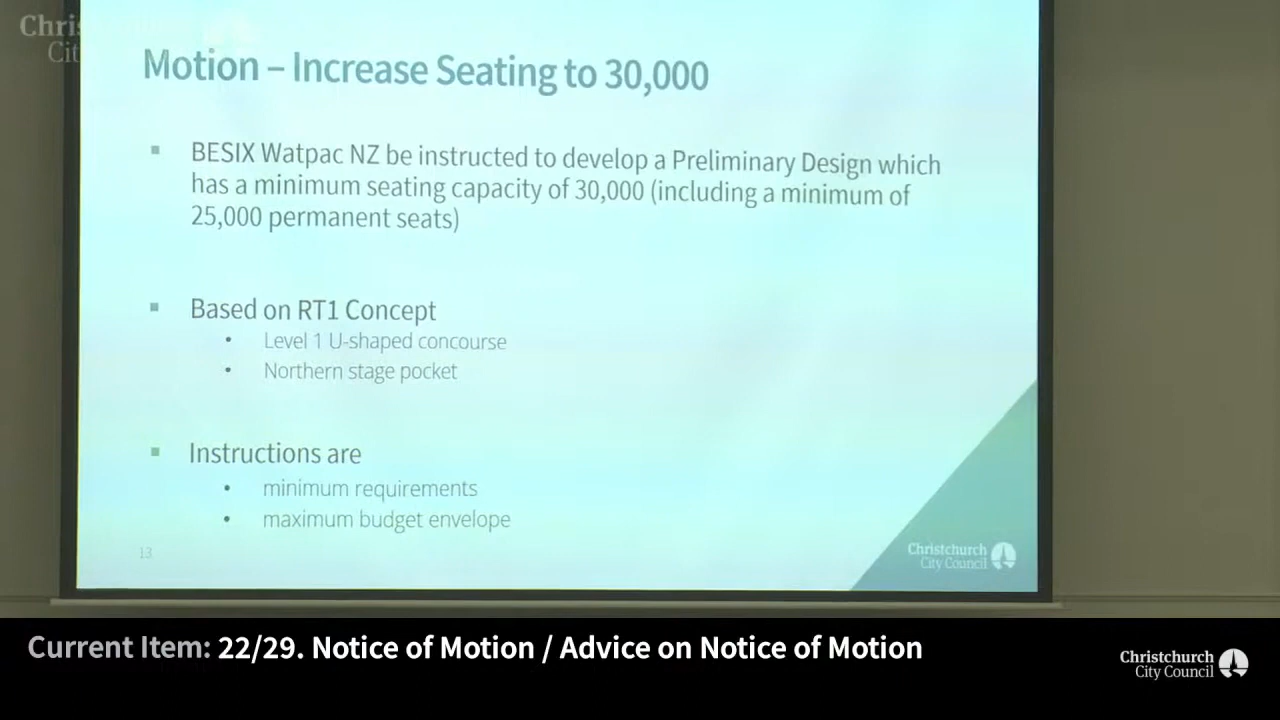 Christchurch
City
Motion – Increase Seating to 30,000
BESIX Watpac NZ be instructed to develop a Preliminary Design which
has a minimum seating capacity of 30,000 (including a minimum of
25,000 permanent seats)
Based on RT1 Concept
Level 1 U-shaped concourse
Northern stage pocket
Instructions are
minimum requirements
maximum budget envelope
13
Christchurch
City Council
Current Item: 22/29. Notice of Motion / Advice on Notice of Motion
Christchurch
City Council